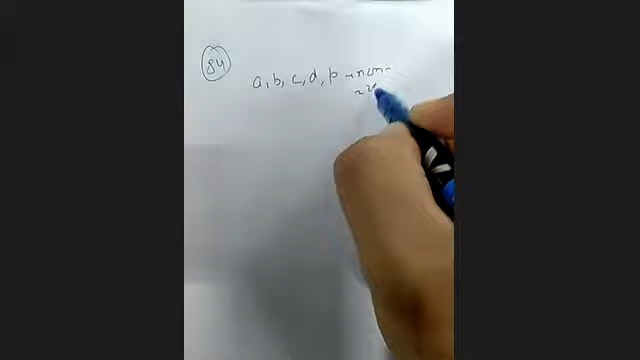 84
a, b, c, d, p → non-